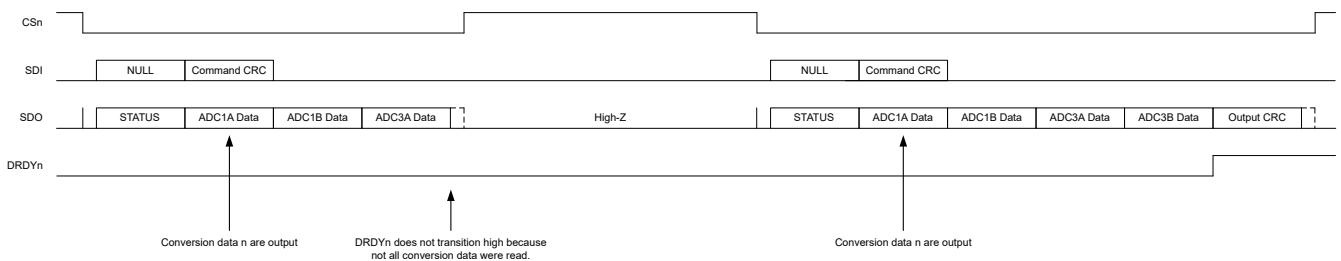 CSn
SDI NULL Command CRC NULL Command CRC
SDO STATUS ADC1A Data ADC1B Data ADC3A Data High-Z STATUS ADC1A Data ADC1B Data ADC3A Data ADC3B Data Output CRC
DRDYn
Conversion data n are output
DRDYn does not transition high because
not all conversion data were read.
Conversion data n are output